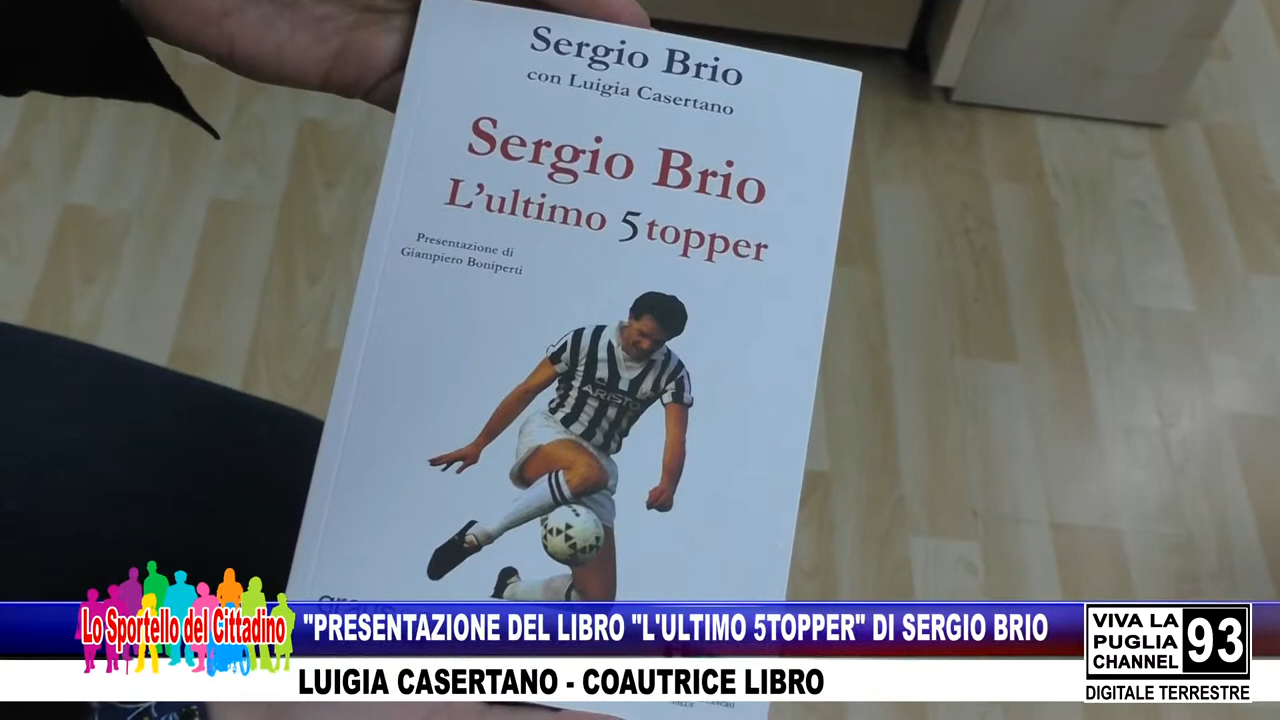 Sergio Brio
con Luigia Casertano
Sergio Brio
L'ultimo 5topper
Presentazione di
Giampiero Boniperti
ARISTO
Lo Sportello del Cittadino
"PRESENTAZIONE DEL LIBRO "L'ULTIMO 5TOPPER" DI SERGIO BRIO
LUIGIA CASERTANO - COAUTRICE LIBRO
VIVA LA
PUGLIA 93
CHANNEL
DIGITALE TERRESTRE